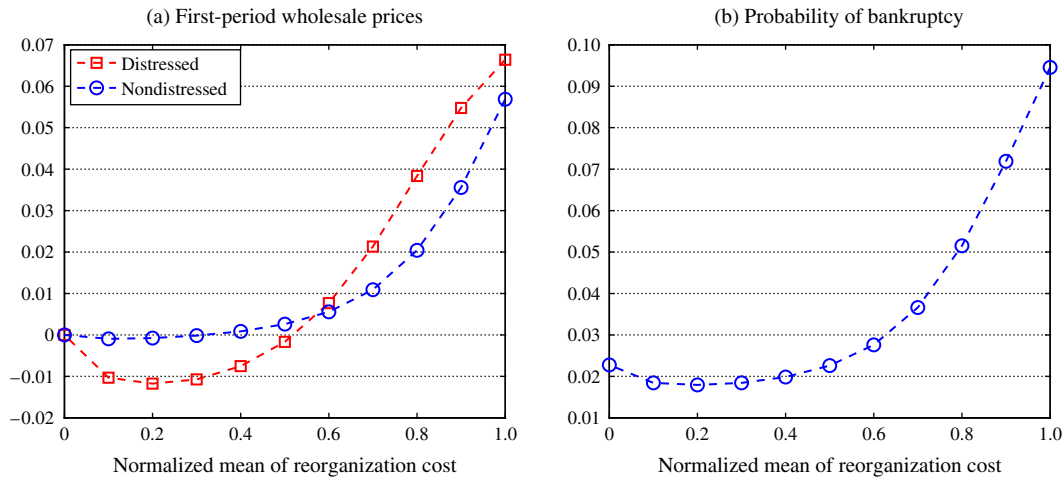 (a) First-period wholesale prices
0.07
0.06
0.05
0.04
0.03
0.02
0.01
0
−0.01
−0.02
Distressed
Nondistressed
0 0.2 0.4 0.6 0.8 1.0
Normalized mean of reorganization cost
(b) Probability of bankruptcy
0.10
0.09
0.08
0.07
0.06
0.05
0.04
0.03
0.02
0.01
0 0.2 0.4 0.6 0.8 1.0
Normalized mean of reorganization cost